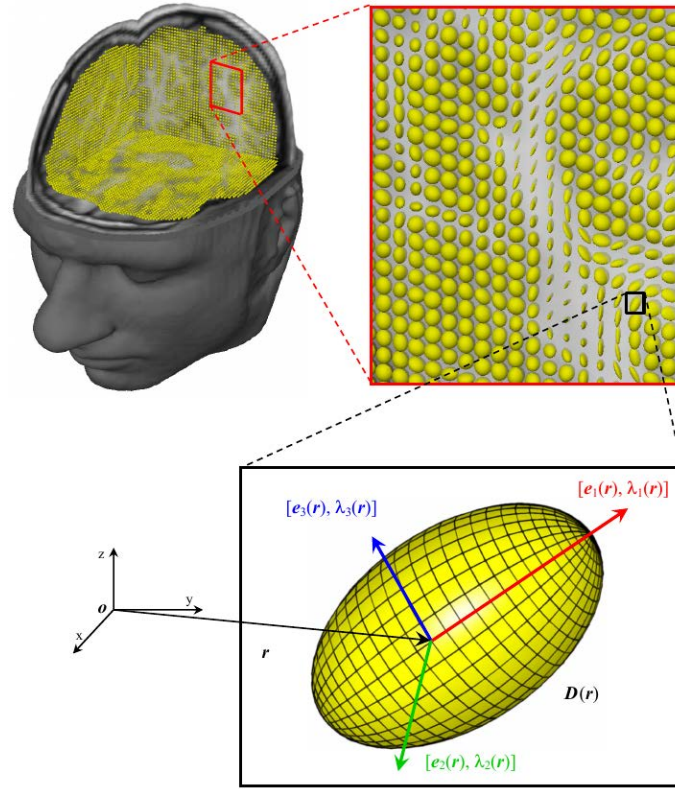 [e₃(r), λ₃(r)]
[e₁(r), λ₁(r)]
z
o
y
x
r
D(r)
[e₂(r), λ₂(r)]